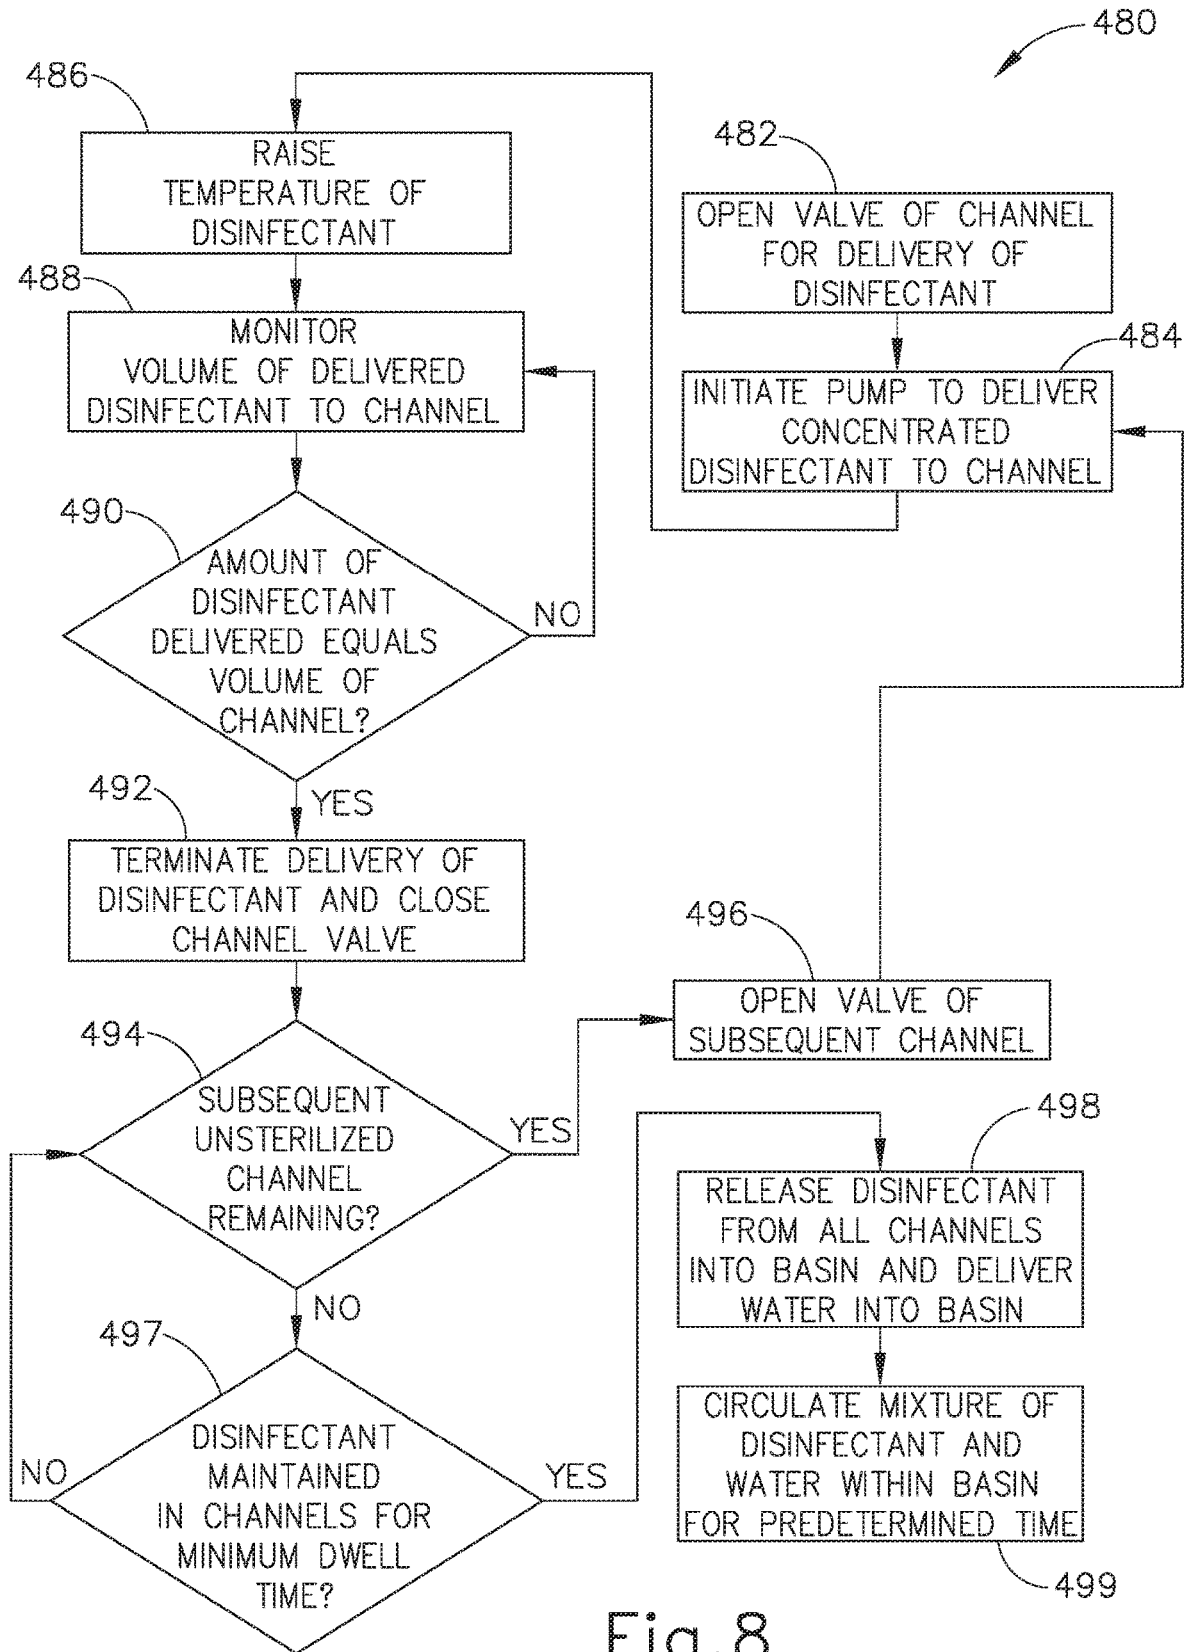 480
482
OPEN VALVE OF CHANNEL
FOR DELIVERY OF
DISINFECTANT
484
INITIATE PUMP TO DELIVER
CONCENTRATED
DISINFECTANT TO CHANNEL
486
RAISE
TEMPERATURE OF
DISINFECTANT
488
MONITOR
VOLUME OF DELIVERED
DISINFECTANT TO CHANNEL
490
AMOUNT OF
DISINFECTANT
DELIVERED EQUALS
VOLUME OF
CHANNEL?
NO
YES
492
TERMINATE DELIVERY OF
DISINFECTANT AND CLOSE
CHANNEL VALVE
494
SUBSEQUENT
UNSTERILIZED
CHANNEL
REMAINING?
YES
NO
496
OPEN VALVE OF
SUBSEQUENT CHANNEL
497
DISINFECTANT
MAINTAINED
IN CHANNELS FOR
MINIMUM DWELL
TIME?
NO
YES
498
RELEASE DISINFECTANT
FROM ALL CHANNELS
INTO BASIN AND DELIVER
WATER INTO BASIN
CIRCULATE MIXTURE OF
DISINFECTANT AND
WATER WITHIN BASIN
FOR PREDETERMINED TIME
499
Fig.8